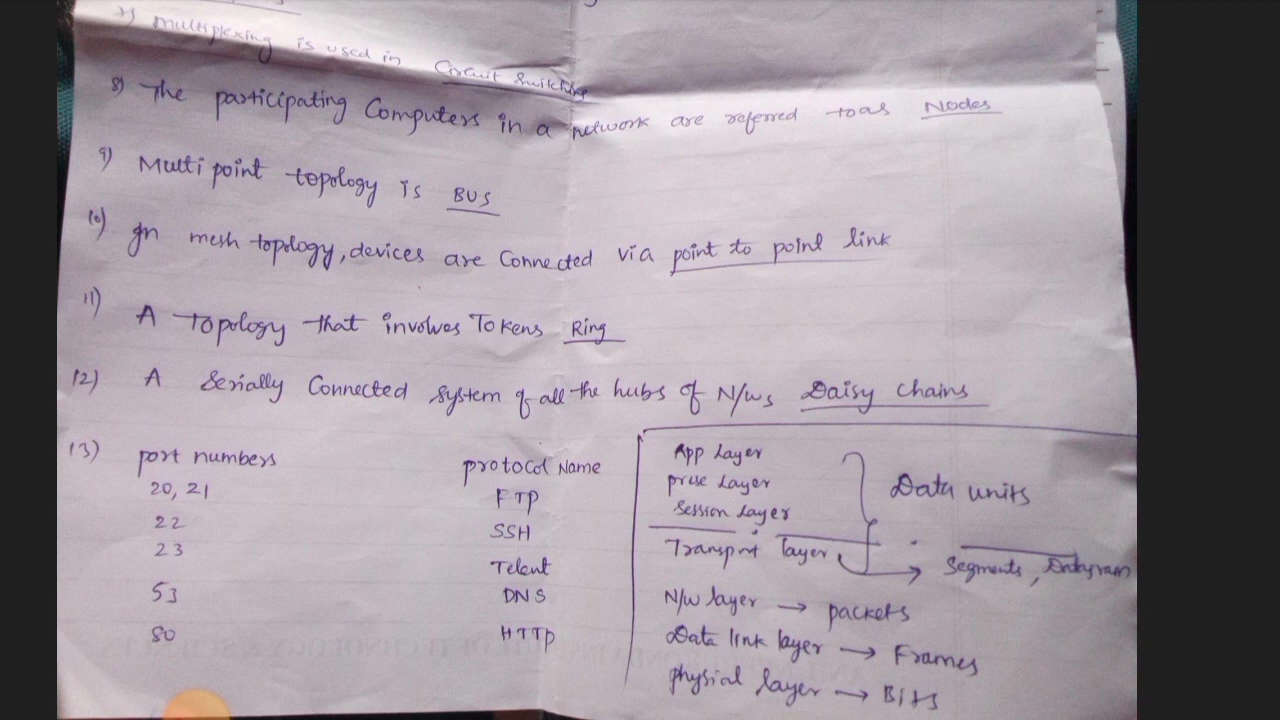 7) Multiplexing is used in Circuit Switching
8) The participating Computers in a network are referred to as Nodes
9) Multi point topology is BUS
10) In mesh topology, devices are Connected via point to point link
11) A Topology that involves Tokens Ring
12) A Serially Connected system of all the hubs of N/ws Daisy Chains
13) port numbers protocol Name
20, 21 FTP
22 SSH
23 Telent
53 DNS
80 HTTP
App Layer
prese Layer
Session Layer
Data units
Transport layer → Segments, Datagram
N/w layer → packets
Data link layer → Frames
physial layer → Bits